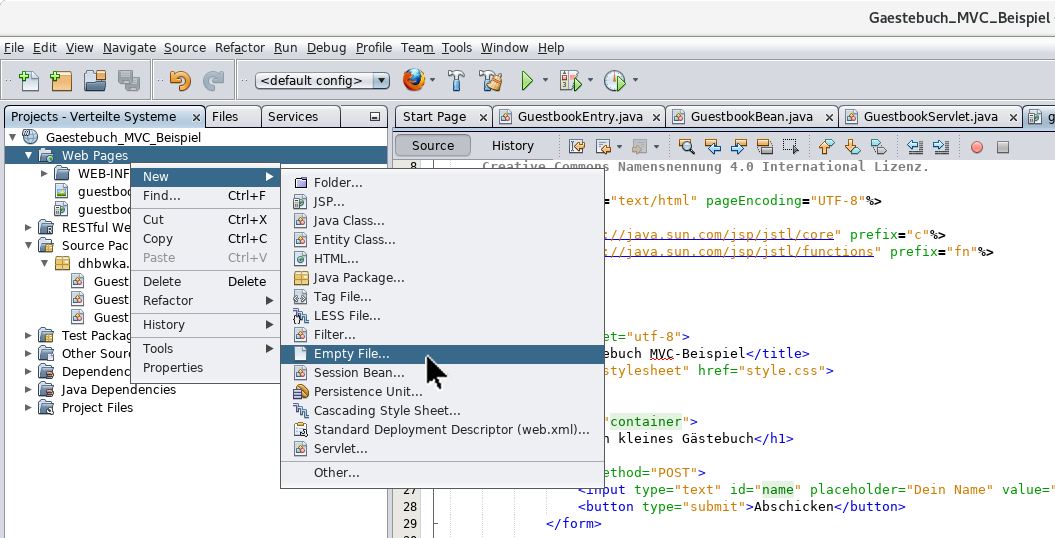 Gaestebuch_MVC_Beispiel
File Edit View Navigate Source Refactor Run Debug Profile Team Tools Window Help
<default config>
Projects - Verteilte Systeme × Files Services
Start Page × GuestbookEntry.java × GuestbookBean.java × GuestbookServlet.java ×
Source History
Gaestebuch_MVC_Beispiel
Web Pages
WEB-INF
guestbo
guestbo
RESTful We
Source Pac
dhbwka.
Guest
Guest
Guest
Test Packag
Other Sour
Dependenc
Java Dependencies
Project Files
New
Find... Ctrl+F
Cut Ctrl+X
Copy Ctrl+C
Paste Ctrl+V
Delete Delete
Refactor
History
Tools
Properties
Folder...
JSP...
Java Class...
Entity Class...
HTML...
Java Package...
Tag File...
LESS File...
Filter...
Empty File...
Session Bean...
Persistence Unit...
Cascading Style Sheet...
Standard Deployment Descriptor (web.xml)...
Servlet...
Other...
8 Creative Commons Namensnennung 4.0 International Lizenz.
="text/html" pageEncoding="UTF-8"%>
://java.sun.com/jsp/jstl/core" prefix="c"%>
://java.sun.com/jsp/jstl/functions" prefix="fn"%>
et="utf-8">
ebuch MVC-Beispiel</title>
stylesheet" href="style.css">
"container">
n kleines Gästebuch</h1>
method="POST">
27 <input type="text" id="name" placeholder="Dein Name" value="
28 <button type="submit">Abschicken</button>
29 </form>